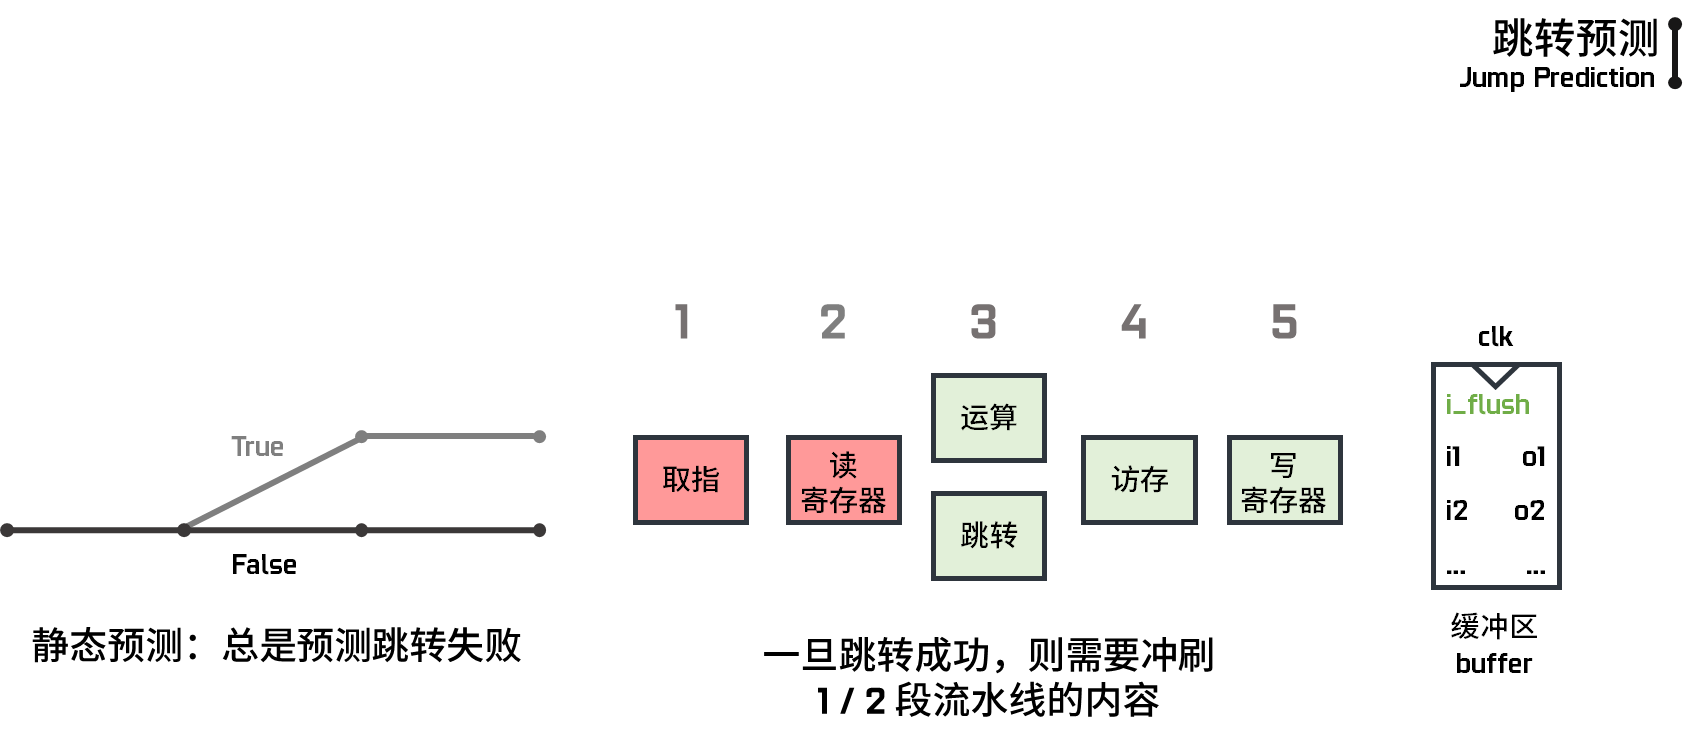 跳转预测
Jump Prediction
True
False
静态预测：总是预测跳转失败
1 2 3 4 5
取指
读
寄存器
运算
跳转
访存
写
寄存器
一旦跳转成功，则需要冲刷
1 / 2 段流水线的内容
clk
i_flush
i1 o1
i2 o2
... ...
缓冲区
buffer